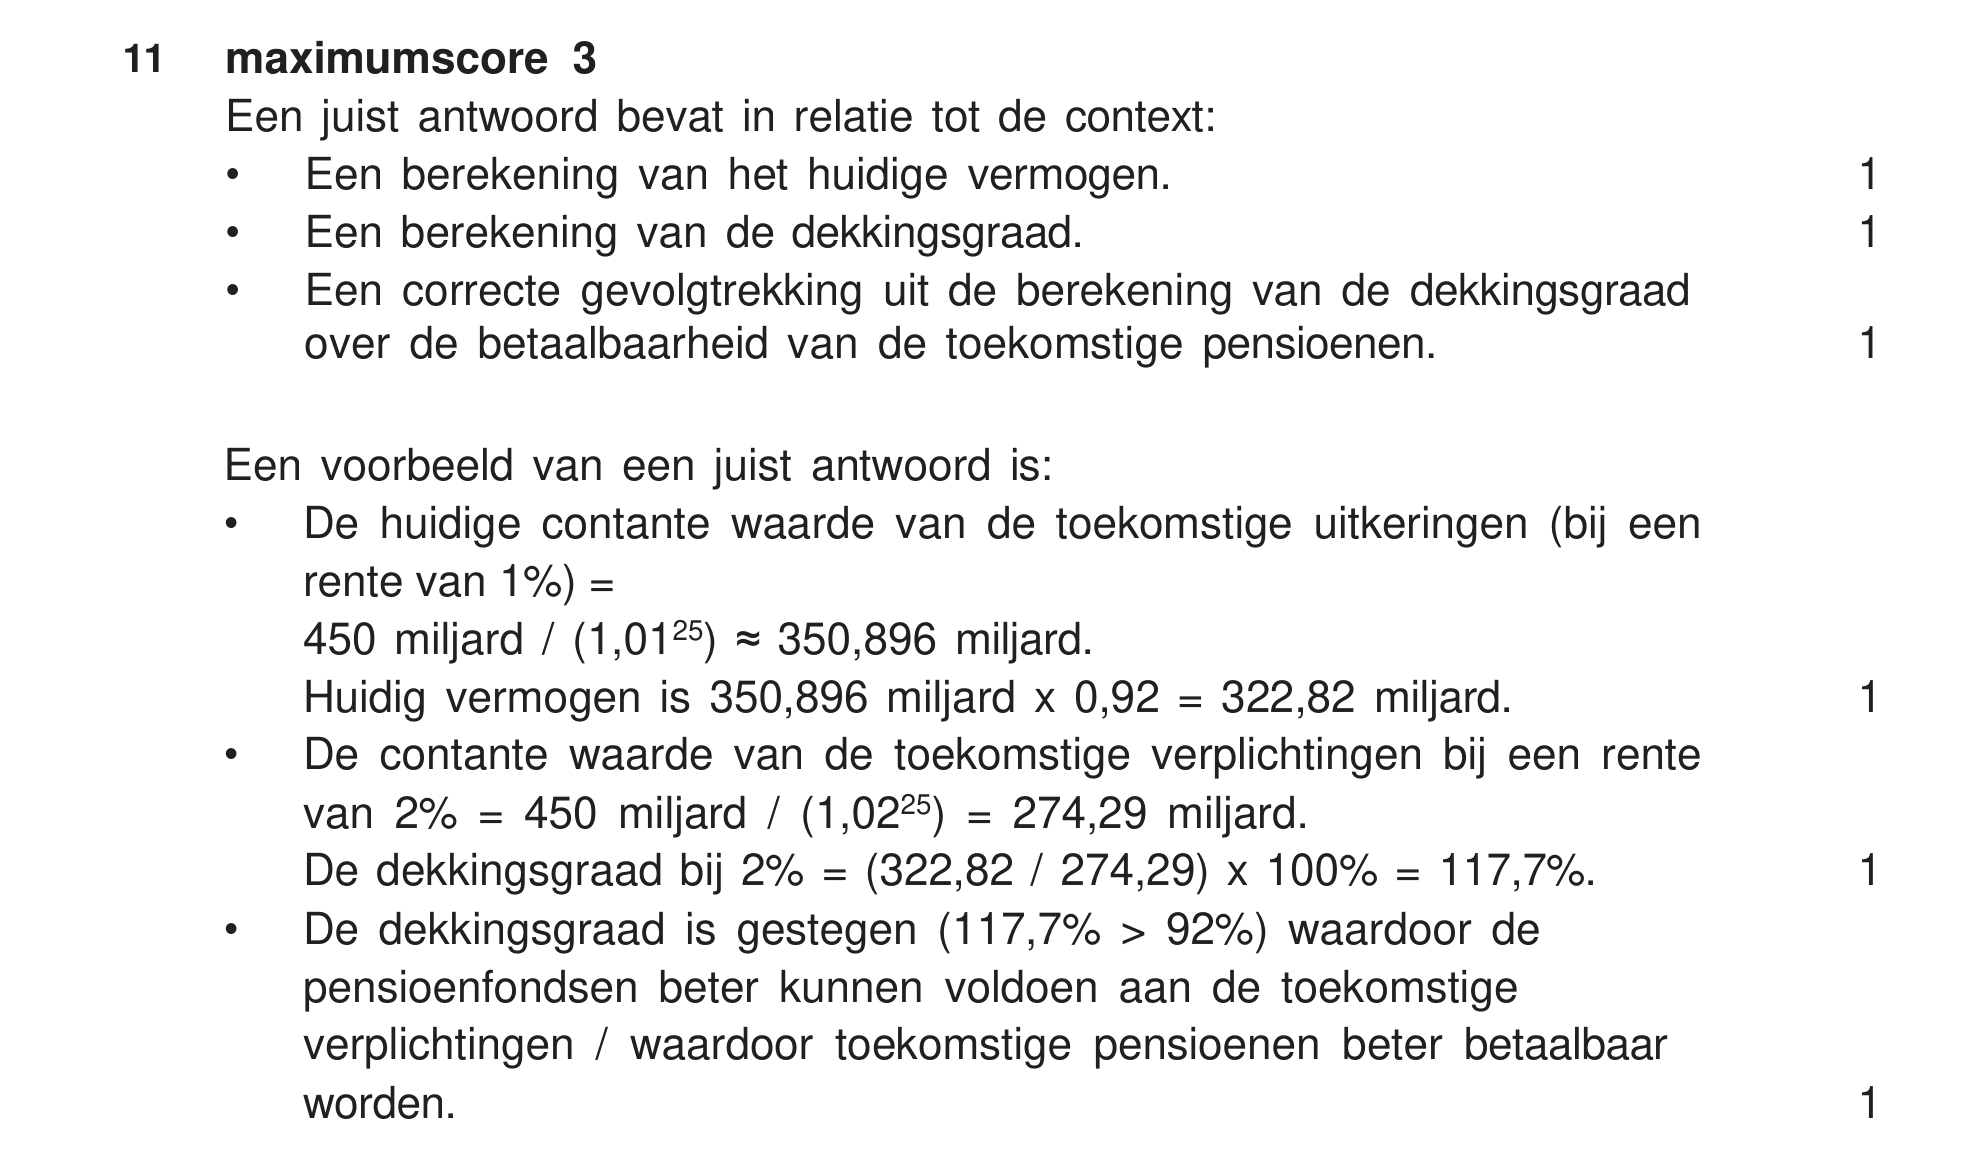 11 maximumscore 3
Een juist antwoord bevat in relatie tot de context:
• Een berekening van het huidige vermogen. 1
• Een berekening van de dekkingsgraad. 1
• Een correcte gevolgtrekking uit de berekening van de dekkingsgraad
over de betaalbaarheid van de toekomstige pensioenen. 1
Een voorbeeld van een juist antwoord is:
• De huidige contante waarde van de toekomstige uitkeringen (bij een
rente van 1%) =
450 miljard / (1,01²⁵) ≈ 350,896 miljard.
Huidig vermogen is 350,896 miljard x 0,92 = 322,82 miljard. 1
• De contante waarde van de toekomstige verplichtingen bij een rente
van 2% = 450 miljard / (1,02²⁵) = 274,29 miljard.
De dekkingsgraad bij 2% = (322,82 / 274,29) x 100% = 117,7%. 1
• De dekkingsgraad is gestegen (117,7% > 92%) waardoor de
pensioenfondsen beter kunnen voldoen aan de toekomstige
verplichtingen / waardoor toekomstige pensioenen beter betaalbaar
worden. 1